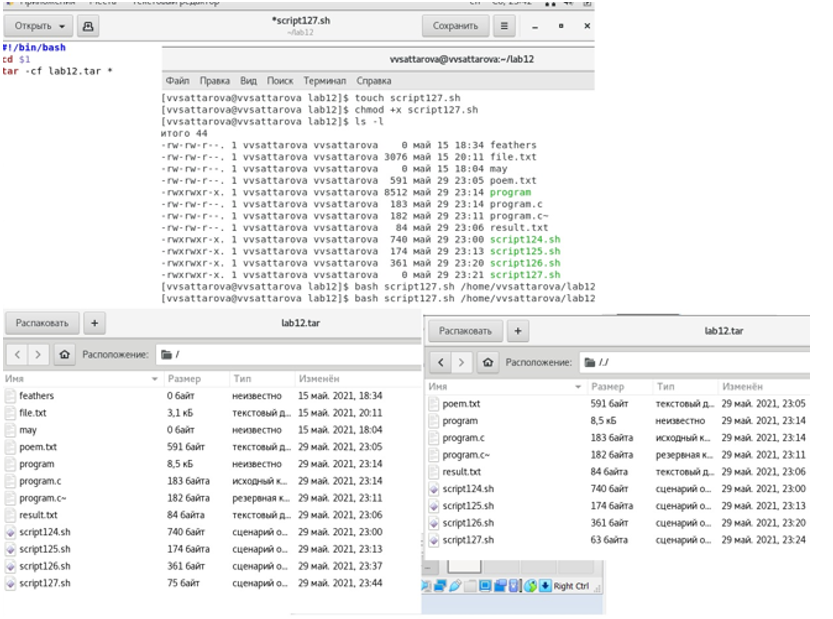 Открыть
*script127.sh
~/lab12
Сохранить
#!/bin/bash
cd $1
tar -cf lab12.tar *
vvsattarova@vvsattarova:~/lab12
Файл Правка Вид Поиск Терминал Справка
[vvsattarova@vvsattarova lab12]$ touch script127.sh
[vvsattarova@vvsattarova lab12]$ chmod +x script127.sh
[vvsattarova@vvsattarova lab12]$ ls -l
итого 44
-rw-rw-r--. 1 vvsattarova vvsattarova 0 май 15 18:34 feathers
-rw-rw-r--. 1 vvsattarova vvsattarova 3076 май 15 20:11 file.txt
-rw-rw-r--. 1 vvsattarova vvsattarova 0 май 15 18:04 may
-rw-rw-r--. 1 vvsattarova vvsattarova 591 май 29 23:05 poem.txt
-rwxrwxr-x. 1 vvsattarova vvsattarova 8512 май 29 23:14 program
-rw-rw-r--. 1 vvsattarova vvsattarova 183 май 29 23:14 program.c
-rw-rw-r--. 1 vvsattarova vvsattarova 182 май 29 23:11 program.c~
-rw-rw-r--. 1 vvsattarova vvsattarova 84 май 29 23:06 result.txt
-rwxrwxr-x. 1 vvsattarova vvsattarova 740 май 29 23:00 script124.sh
-rwxrwxr-x. 1 vvsattarova vvsattarova 174 май 29 23:13 script125.sh
-rwxrwxr-x. 1 vvsattarova vvsattarova 361 май 29 23:20 script126.sh
-rwxrwxr-x. 1 vvsattarova vvsattarova 0 май 29 23:21 script127.sh
[vvsattarova@vvsattarova lab12]$ bash script127.sh /home/vvsattarova/lab12
[vvsattarova@vvsattarova lab12]$ bash script127.sh /home/vvsattarova/lab12
Распаковать + lab12.tar
Расположение: /
Имя Размер Тип Изменён
feathers 0 байт неизвестно 15 май. 2021, 18:34
file.txt 3,1 кБ текстовый д... 15 май. 2021, 20:11
may 0 байт неизвестно 15 май. 2021, 18:04
poem.txt 591 байт текстовый д... 29 май. 2021, 23:05
program 8,5 кБ неизвестно 29 май. 2021, 23:14
program.c 183 байта исходный к... 29 май. 2021, 23:14
program.c~ 182 байта резервная к... 29 май. 2021, 23:11
result.txt 84 байта текстовый д... 29 май. 2021, 23:06
script124.sh 740 байт сценарий о... 29 май. 2021, 23:00
script125.sh 174 байта сценарий о... 29 май. 2021, 23:13
script126.sh 361 байт сценарий о... 29 май. 2021, 23:37
script127.sh 75 байт сценарий о... 29 май. 2021, 23:44
Распаковать + lab12.tar
Расположение: /./
Имя Размер Тип Изменён
poem.txt 591 байт текстовый д... 29 май. 2021, 23:05
program 8,5 кБ неизвестно 29 май. 2021, 23:14
program.c 183 байта исходный к... 29 май. 2021, 23:14
program.c~ 182 байта резервная к... 29 май. 2021, 23:11
result.txt 84 байта текстовый д... 29 май. 2021, 23:06
script124.sh 740 байт сценарий о... 29 май. 2021, 23:00
script125.sh 174 байта сценарий о... 29 май. 2021, 23:13
script126.sh 361 байт сценарий о... 29 май. 2021, 23:20
script127.sh 63 байта сценарий о... 29 май. 2021, 23:24
Right Ctrl